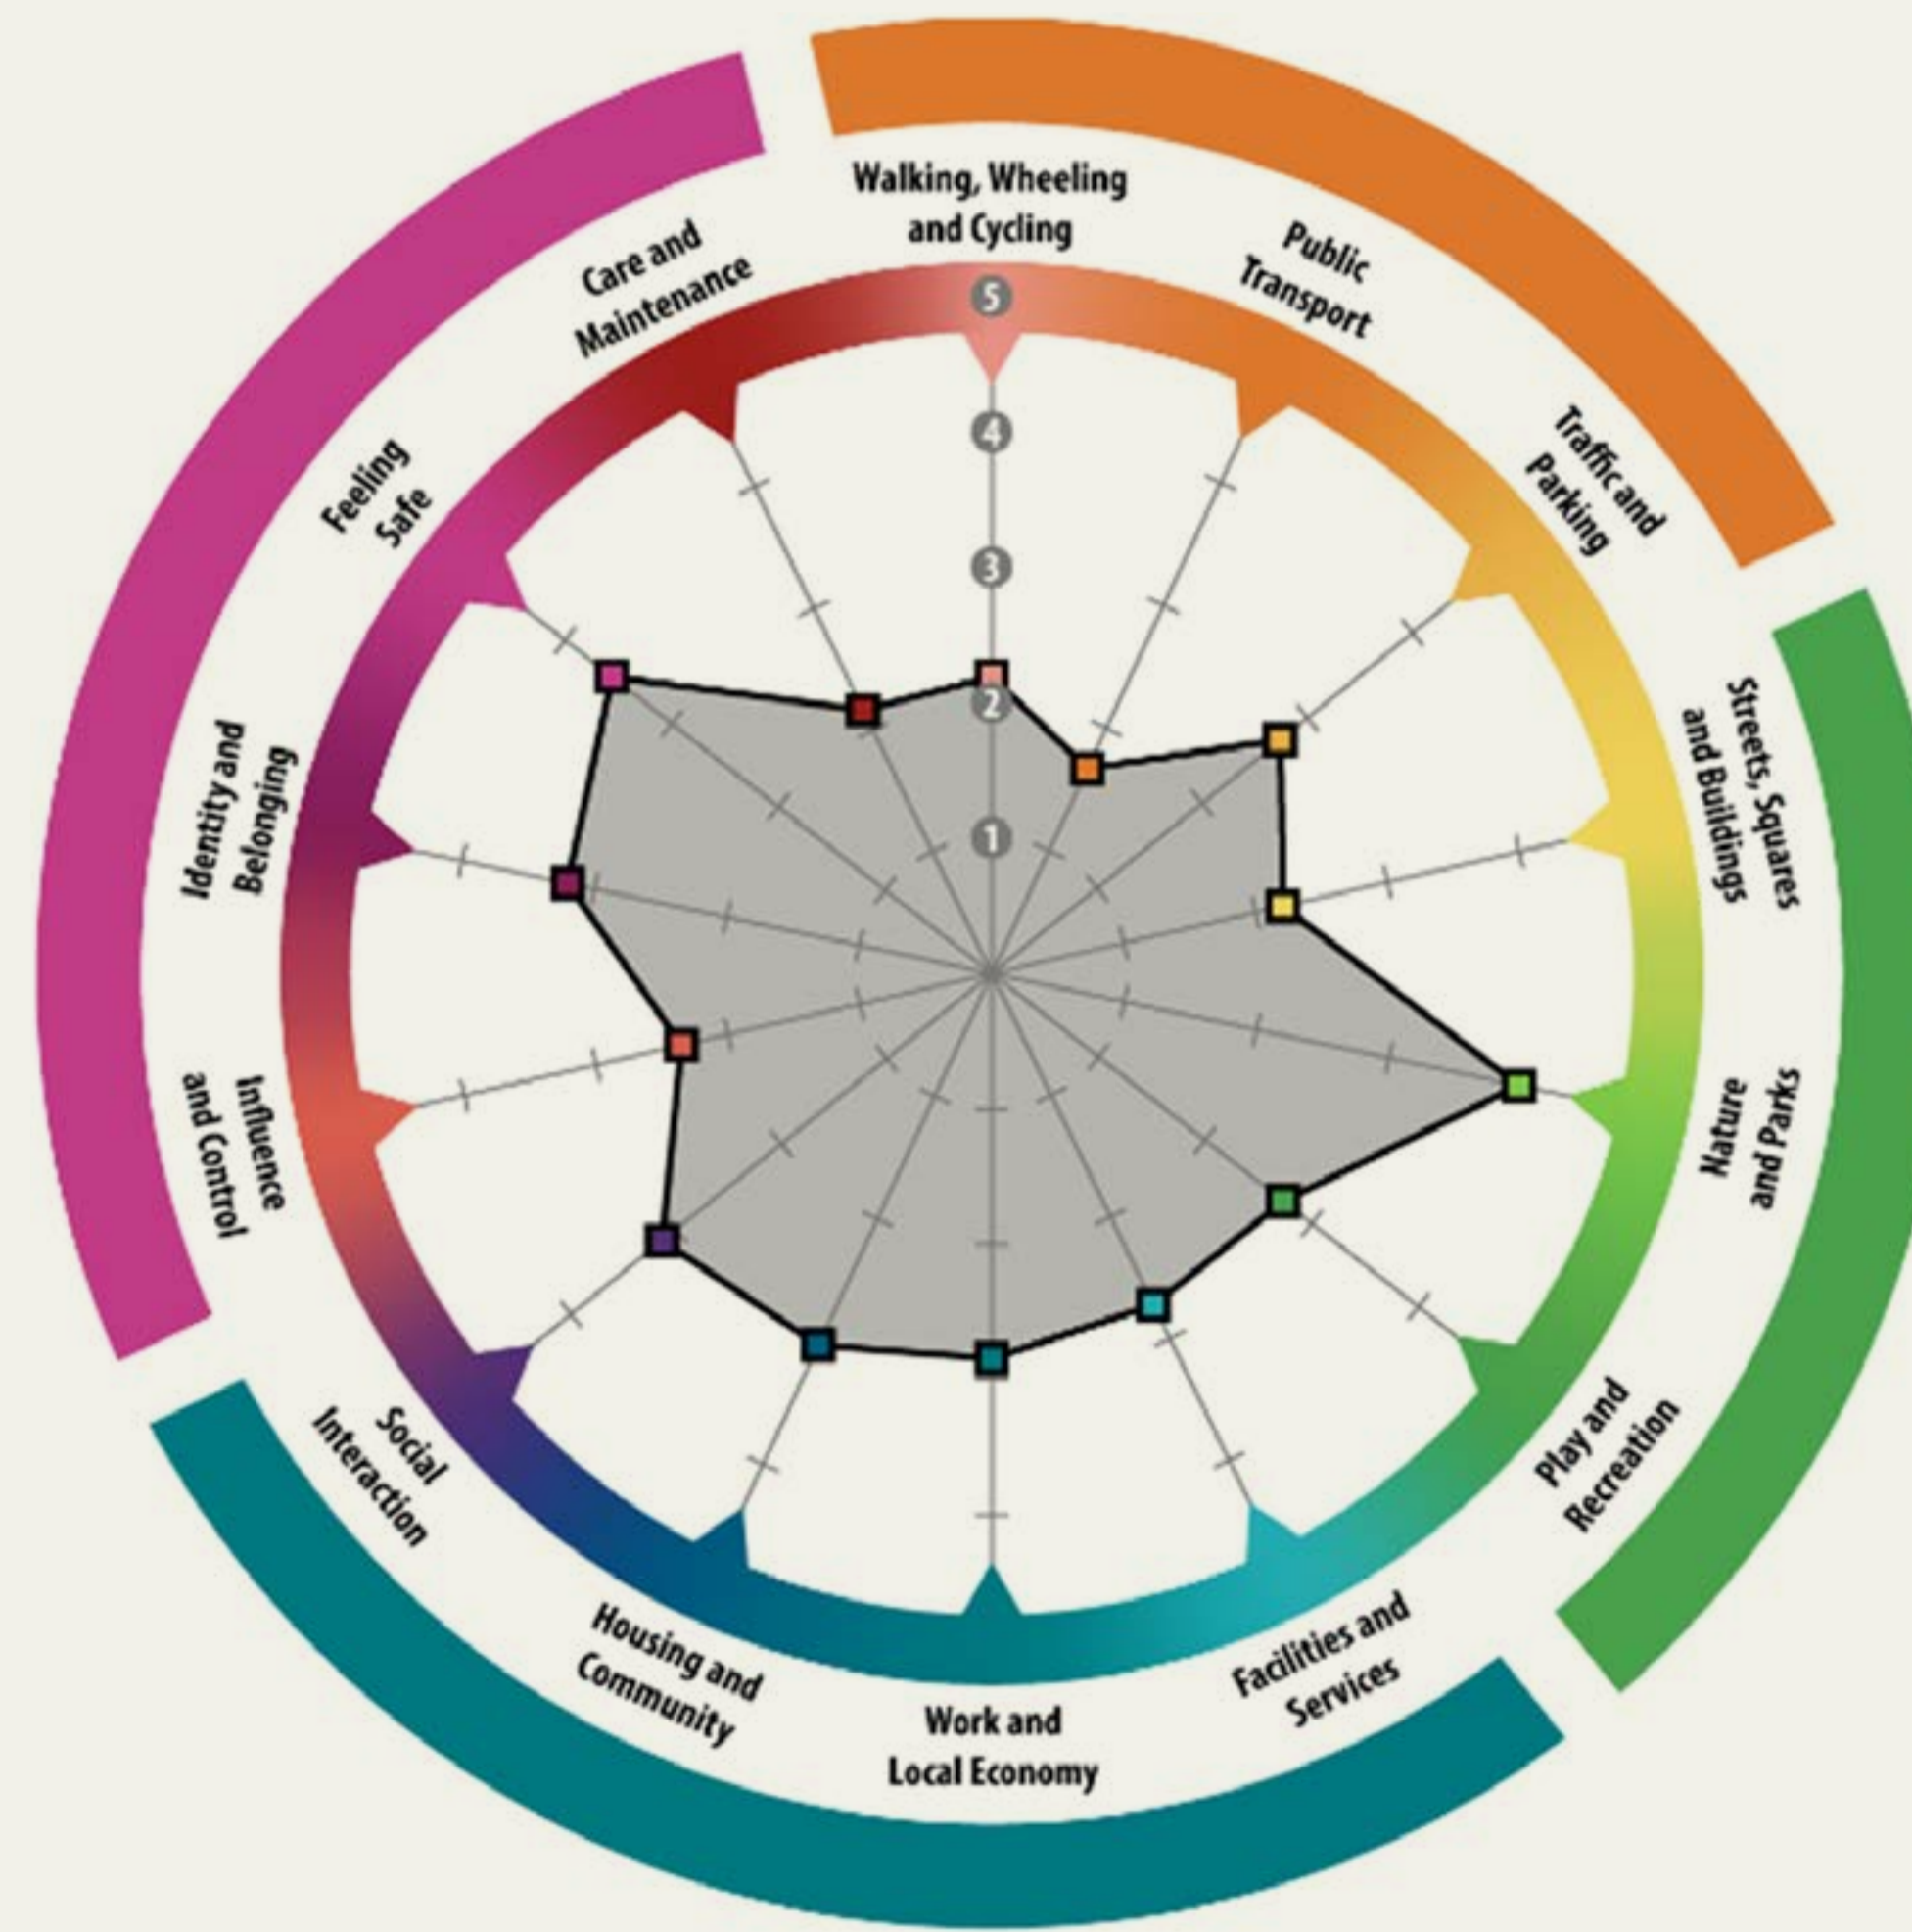 Walking, Wheeling
and Cycling
Public
Transport
Traffic and
Parking
Streets, Squares
and Buildings
Nature
and Parks
Play and
Recreation
Facilities and
Services
Work and
Local Economy
Housing and
Community
Social
Interaction
Influence
and Control
Identity and
Belonging
Feeling
Safe
Care and
Maintenance
5
4
3
2
1